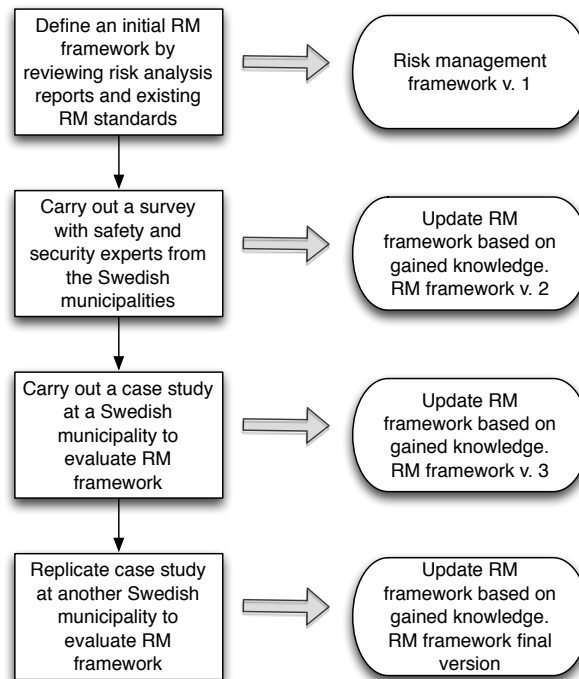 Define an initial RM
framework by
reviewing risk analysis
reports and existing
RM standards
Risk management
framework v. 1
Carry out a survey
with safety and
security experts from
the Swedish
municipalities
Update RM
framework based on
gained knowledge.
RM framework v. 2
Carry out a case study
at a Swedish
municipality to
evaluate RM
framework
Update RM
framework based on
gained knowledge.
RM framework v. 3
Replicate case study
at another Swedish
municipality to
evaluate RM
framework
Update RM
framework based on
gained knowledge.
RM framework final
version